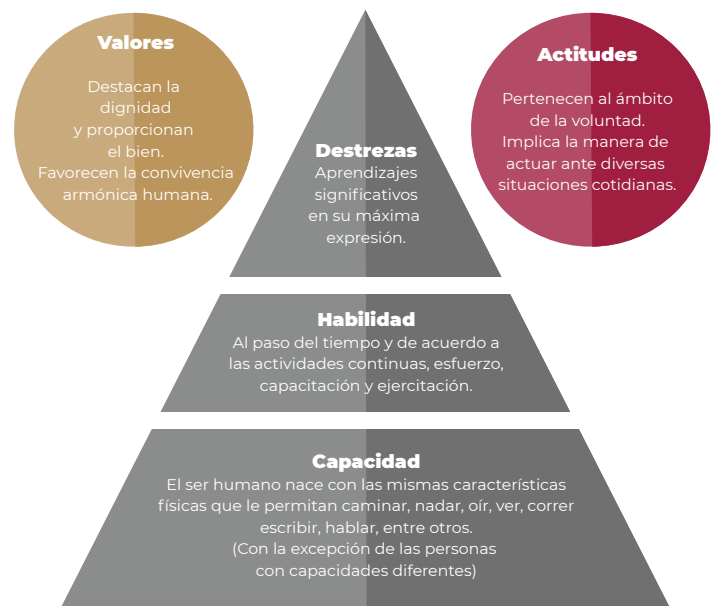 Valores
Destacan la
dignidad
y proporcionan
el bien.
Favorecen la convivencia
armónica humana.
Actitudes
Pertenecen al ámbito
de la voluntad.
Implica la manera de
actuar ante diversas
situaciones cotidianas.
Destrezas
Aprendizajes
significativos
en su máxima
expresión.
Habilidad
Al paso del tiempo y de acuerdo a
las actividades continuas, esfuerzo,
capacitación y ejercitación.
Capacidad
El ser humano nace con las mismas características
físicas que le permitan caminar, nadar, oír, ver, correr
escribir, hablar, entre otros.
(Con la excepción de las personas
con capacidades diferentes)